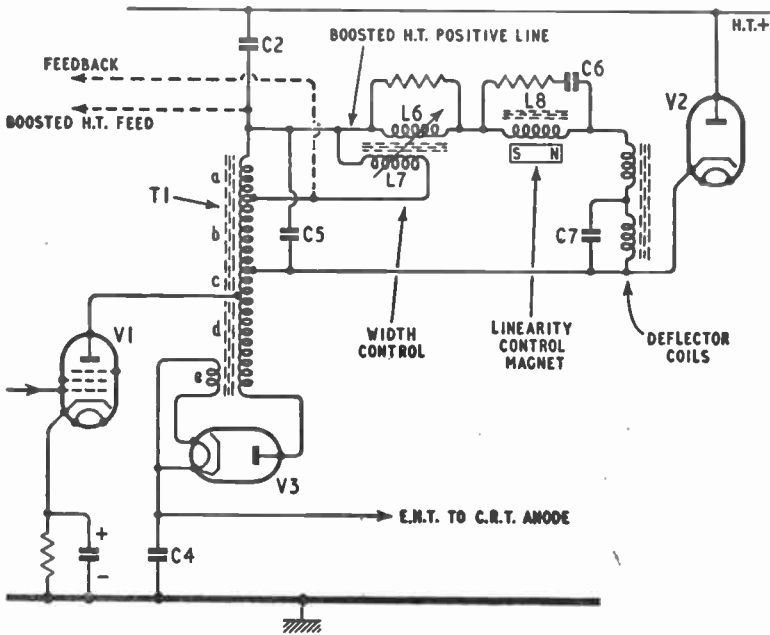 H.T.+
C2
BOOSTED H.T. POSITIVE LINE
FEEDBACK
C6
L6
L8
V2
BOOSTED H.T. FEED
S N
a
L7
T1
b
C5
C7
c
V1
d
WIDTH
CONTROL
LINEARITY
CONTROL
MAGNET
DEFLECTOR
COILS
e
V3
E.H.T. TO C.R.T. ANODE
+
C4
-